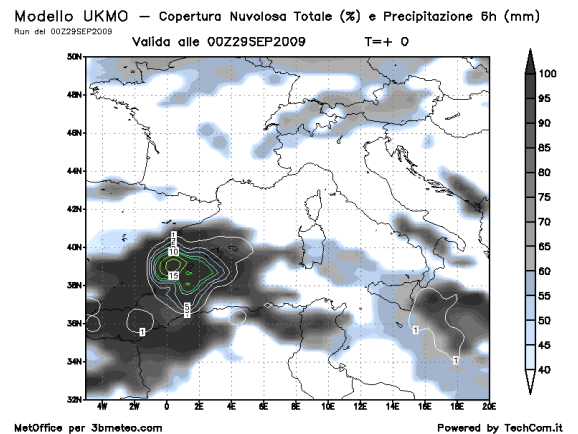 Modello UKMO – Copertura Nuvolosa Totale (%) e Precipitazione 6h (mm)
Run del 00Z29SEP2009
Valida alle 00Z29SEP2009 T=+ 0
50N
48N
46N
44N
42N
40N
38N
36N
34N
32N
4W 2W 0 2E 4E 6E 8E 10E 12E 14E 16E 18E 20E
100
95
90
85
80
75
70
65
60
55
50
45
40
1
10
15
1
1
1
1
MetOffice per 3bmeteo.com
Powered by TechCom.it